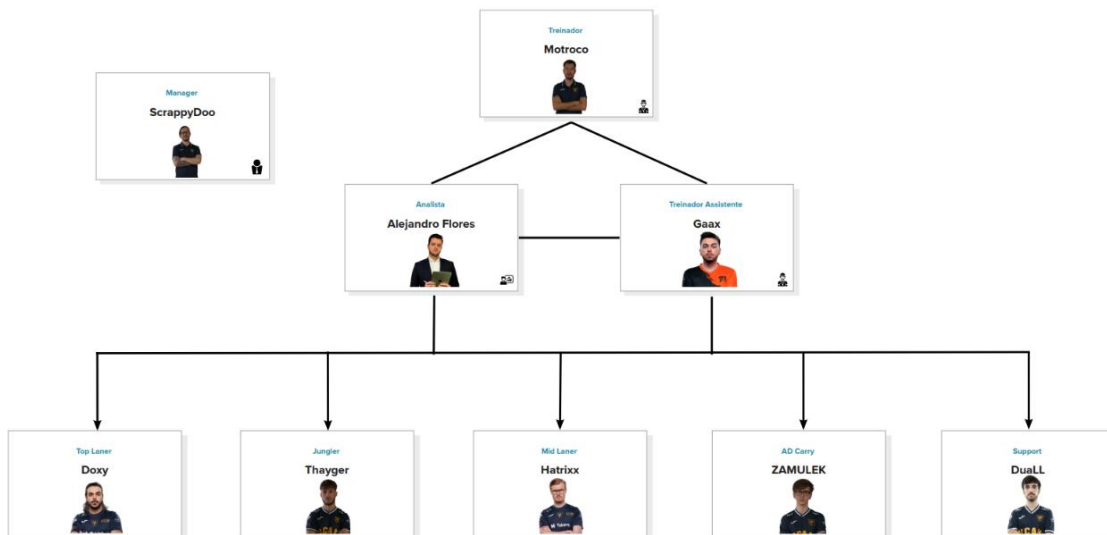 Treinador
Motroco
Manager
ScrappyDoo
Analista
Alejandro Flores
Treinador Assistente
Gaax
Top Laner
Doxy
Jungler
Thayger
Mid Laner
Hatrixx
AD Carry
ZAMULEK
Support
DuaLL